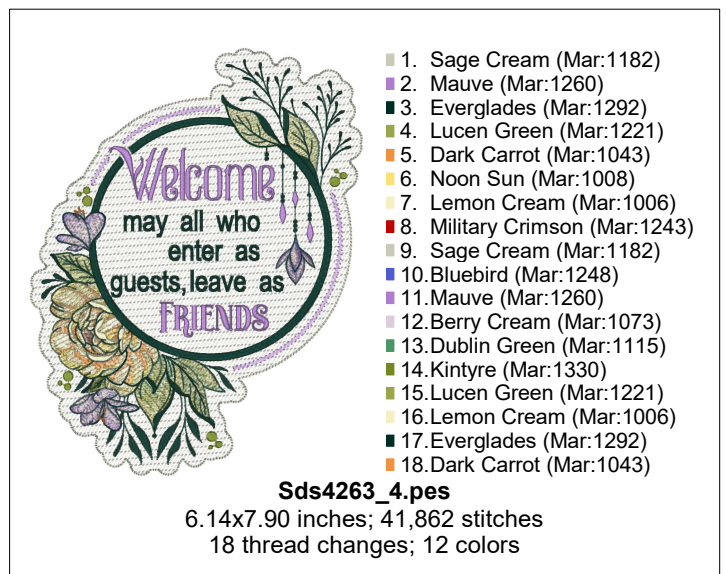 Welcome
may all who
enter as
guests, leave as
FRIENDS
1. Sage Cream (Mar:1182)
2. Mauve (Mar:1260)
3. Everglades (Mar:1292)
4. Lucen Green (Mar:1221)
5. Dark Carrot (Mar:1043)
6. Noon Sun (Mar:1008)
7. Lemon Cream (Mar:1006)
8. Military Crimson (Mar:1243)
9. Sage Cream (Mar:1182)
10.Bluebird (Mar:1248)
11.Mauve (Mar:1260)
12.Berry Cream (Mar:1073)
13.Dublin Green (Mar:1115)
14.Kintyre (Mar:1330)
15.Lucen Green (Mar:1221)
16.Lemon Cream (Mar:1006)
17.Everglades (Mar:1292)
18.Dark Carrot (Mar:1043)
Sds4263_4.pes
6.14x7.90 inches; 41,862 stitches
18 thread changes; 12 colors